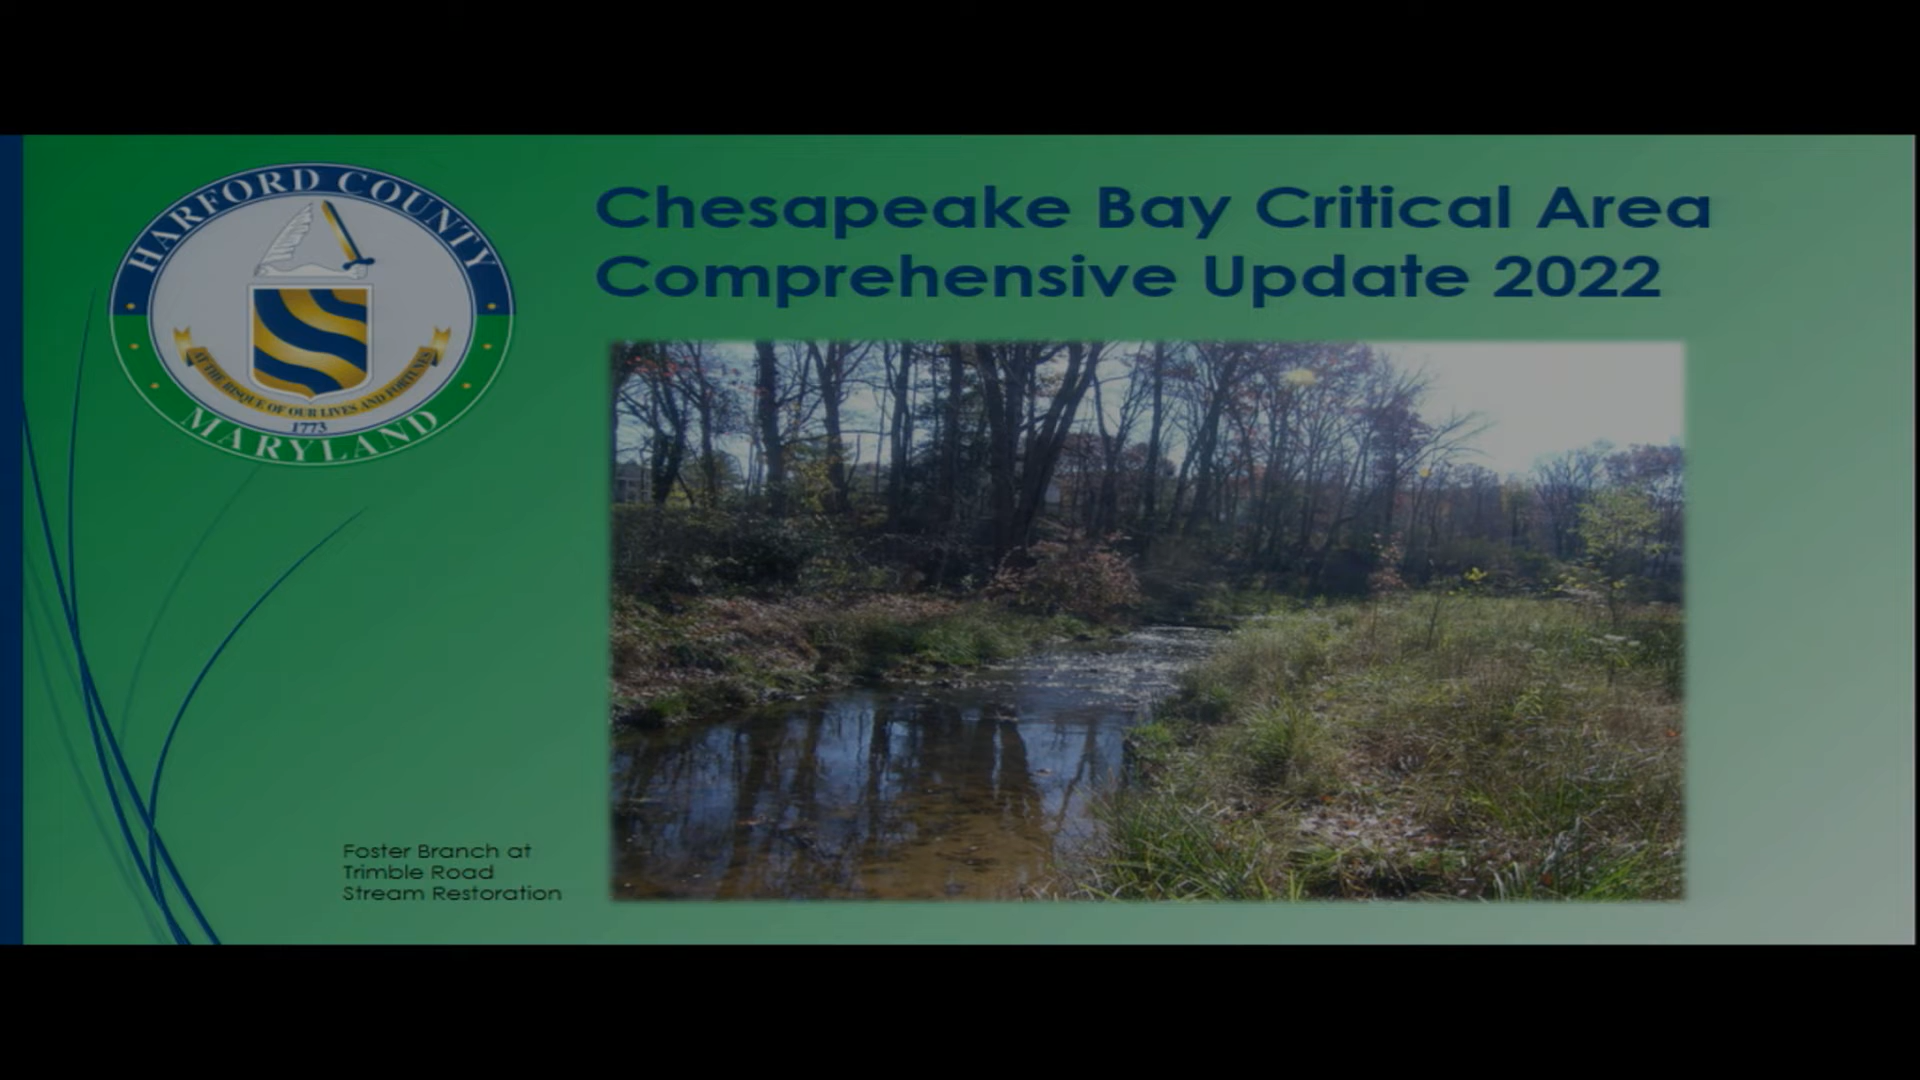 HARFORD COUNTY
AT THE RISQUE OF OUR LIVES AND FORTUNES
1773
MARYLAND
Chesapeake Bay Critical Area
Comprehensive Update 2022
Foster Branch at
Trimble Road
Stream Restoration